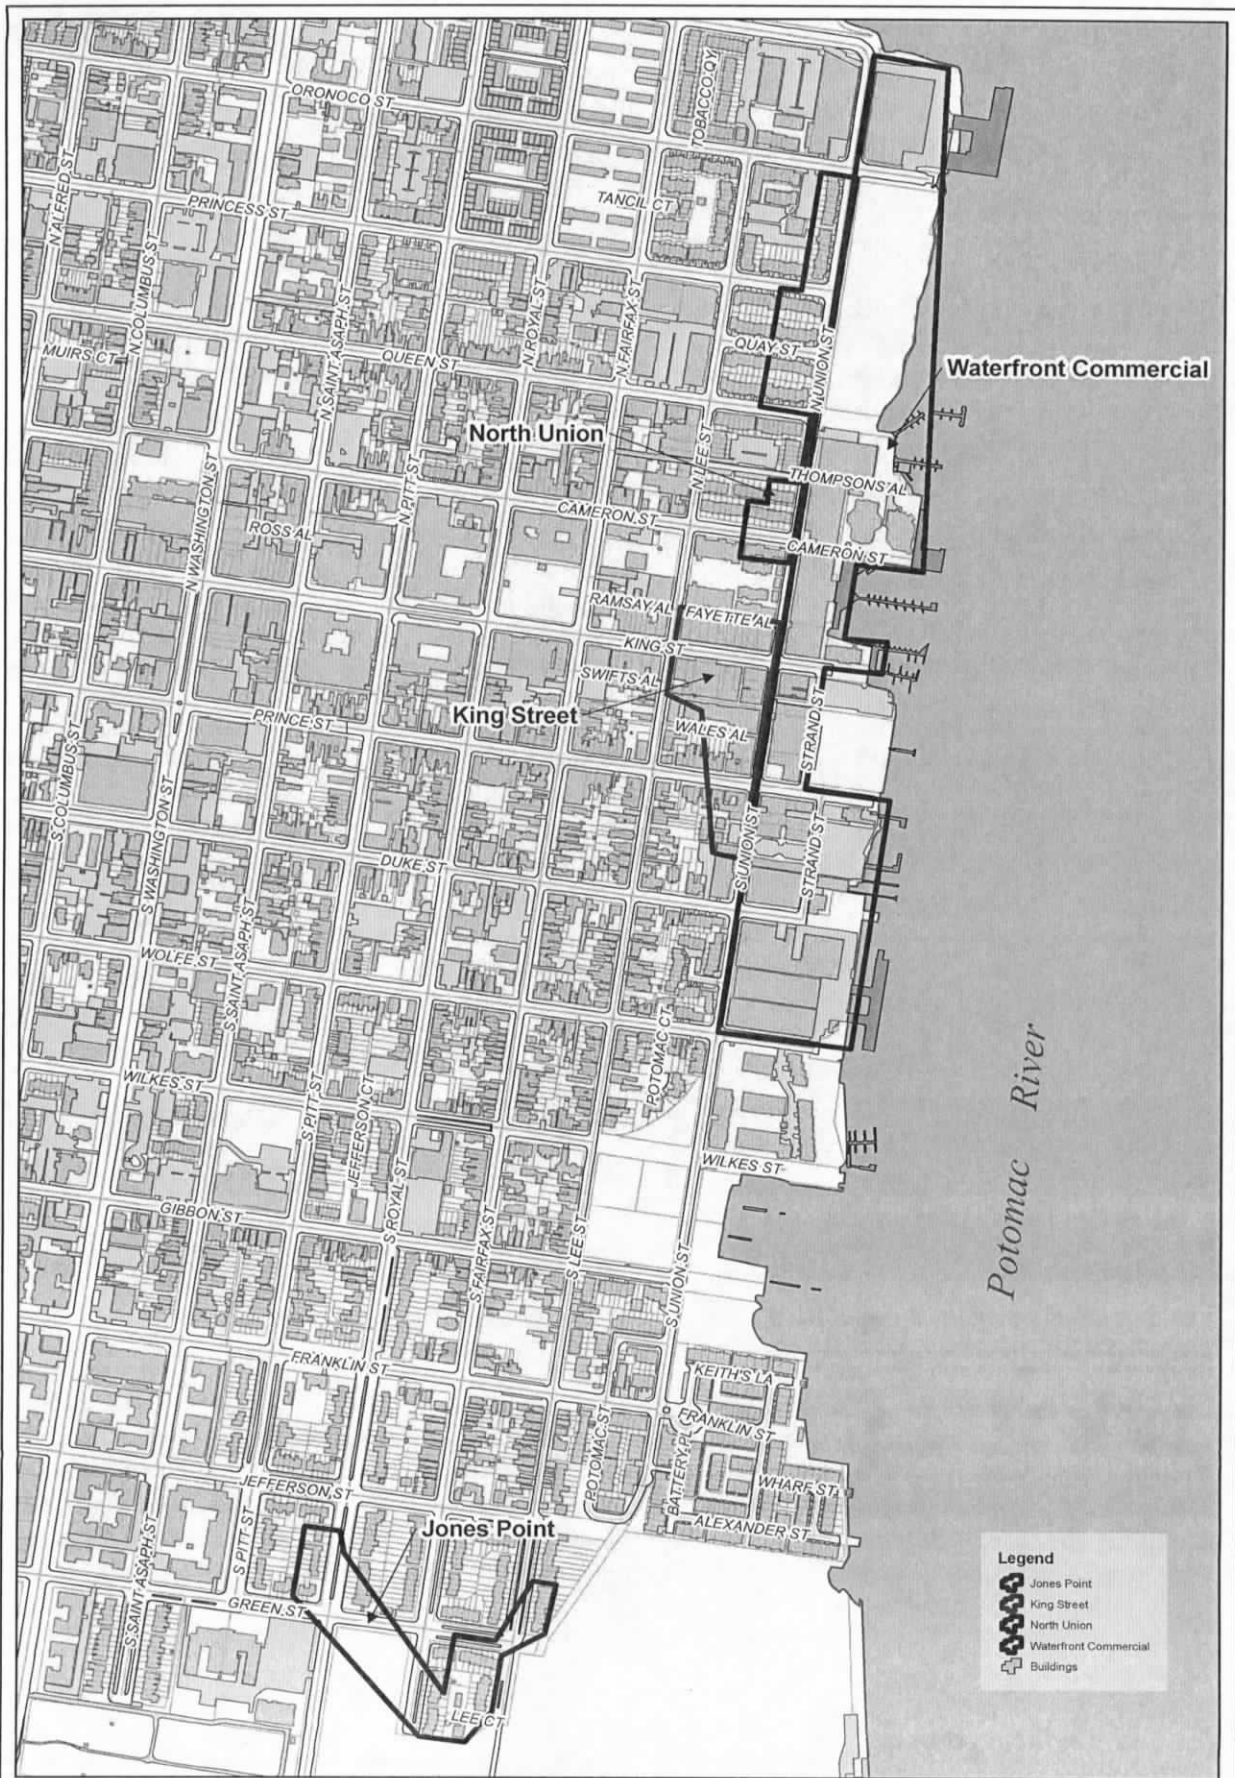 ORONOCO ST
TOBACCO QY
N ALFRED ST
PRINCESS ST
TANCIL CT
N COLUMBUS ST
N SAINT ASAPH ST
N ROYAL ST
N FAIRFAX ST
MUIRS CT
QUEEN ST
QUAY ST
N UNION ST
Waterfront Commercial
North Union
N LEE ST
THOMPSONS AL
N WASHINGTON ST
N PITT ST
ROSS AL
CAMERON ST
CAMERON ST
RAMSAY AL
FAYETTE AL
KING ST
SWIFTS AL
King Street
PRINCE ST
WALES AL
STRAND ST
S COLUMBUS ST
S WASHINGTON ST
DUKE ST
S UNION ST
STRAND ST
WOLFE ST
S SAINT ASAPH ST
POTOMAC CT
Potomac River
WILKES ST
S PITT ST
JEFFERSON CT
WILKES ST
GIBBON ST
S ROYAL ST
S FAIRFAX ST
S LEE ST
S UNION ST
FRANKLIN ST
KEITH'S LA
POTOMAC ST
FRANKLIN ST
BATTERY PL
JEFFERSON ST
WHARF ST
ALEXANDER ST
S SAINT ASAPH ST
S PITT ST
Jones Point
GREEN ST
LEE CT
Legend
Jones Point
King Street
North Union
Waterfront Commercial
Buildings